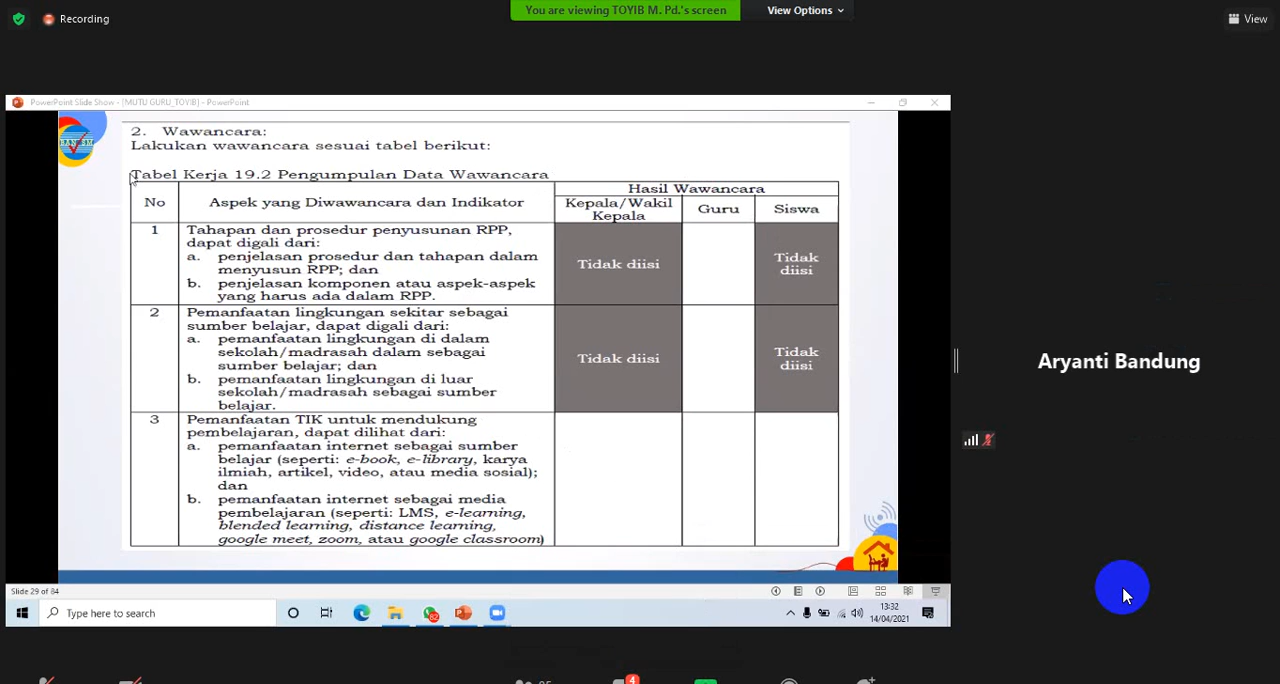 Recording
You are viewing TOYIB M. Pd.'s screen
View Options
View
PowerPoint Slide Show - [MUTU GURU_TOYIB] - PowerPoint
2. Wawancara:
Lakukan wawancara sesuai tabel berikut:
Tabel Kerja 19.2 Pengumpulan Data Wawancara
No
Aspek yang Diwawancara dan Indikator
Hasil Wawancara
Kepala/Wakil
Kepala
Guru
Siswa
1
Tahapan dan prosedur penyusunan RPP,
dapat digali dari:
a. penjelasan prosedur dan tahapan dalam
menyusun RPP; dan
b. penjelasan komponen atau aspek-aspek
yang harus ada dalam RPP.
Tidak diisi
Tidak
diisi
2
Pemanfaatan lingkungan sekitar sebagai
sumber belajar, dapat digali dari:
a. pemanfaatan lingkungan di dalam
sekolah/madrasah dalam sebagai
sumber belajar; dan
b. pemanfaatan lingkungan di luar
sekolah/madrasah sebagai sumber
belajar.
Tidak diisi
Tidak
diisi
3
Pemanfaatan TIK untuk mendukung
pembelajaran, dapat dilihat dari:
a. pemanfaatan internet sebagai sumber
belajar (seperti: e-book, e-library, karya
ilmiah, artikel, video, atau media sosial);
dan
b. pemanfaatan internet sebagai media
pembelajaran (seperti: LMS, e-learning,
blended learning, distance learning,
google meet, zoom, atau google classroom)
Aryanti Bandung
Slide 29 of 84
Type here to search
13:32
14/04/2021
4